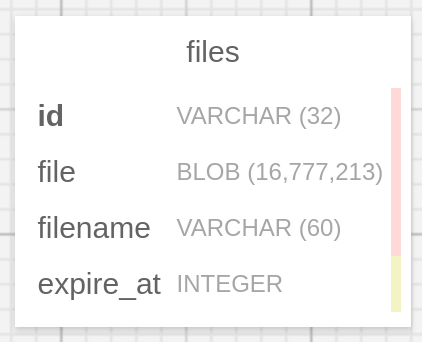 files
id VARCHAR (32)
file BLOB (16,777,213)
filename VARCHAR (60)
expire_at INTEGER